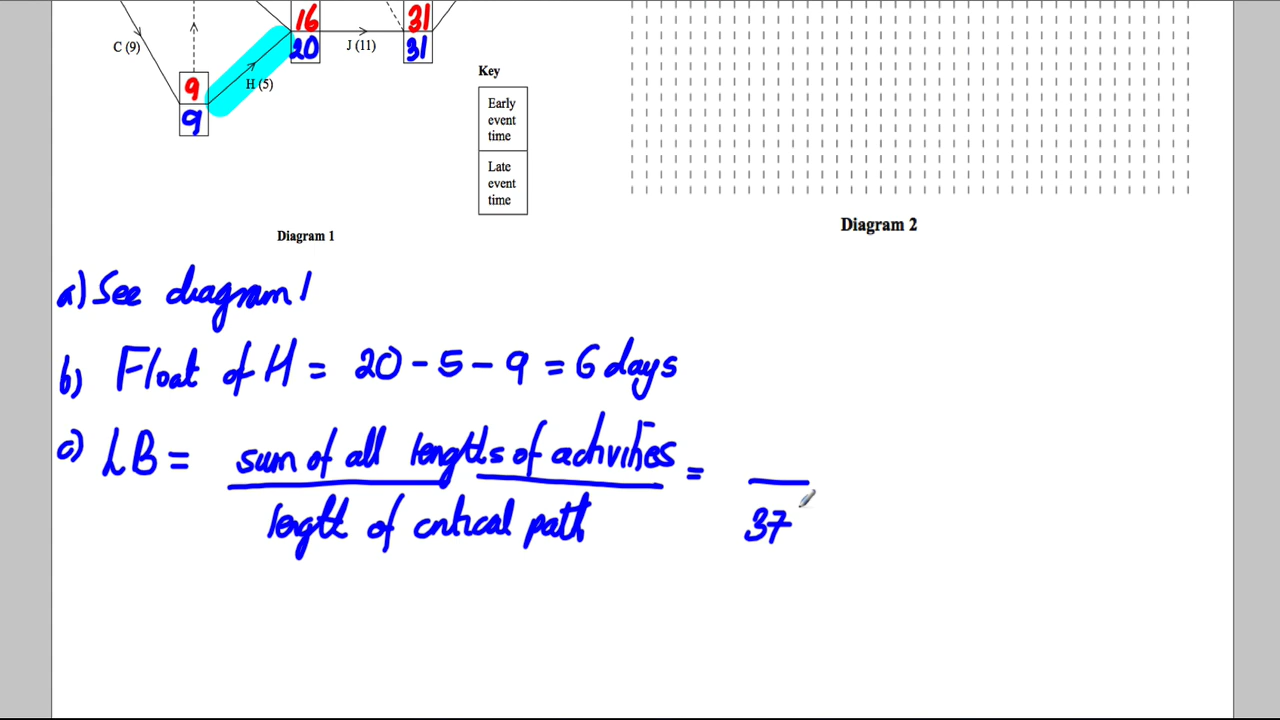 16
31
20
J (11)
31
C (9)
Key
9
H (5)
Early
event
time
9
Late
event
time
Diagram 2
Diagram 1
a) See diagram 1
b) Float of H = 20 - 5 - 9 = 6 days
c) LB = sum of all lengths of activities =
length of critical path
37